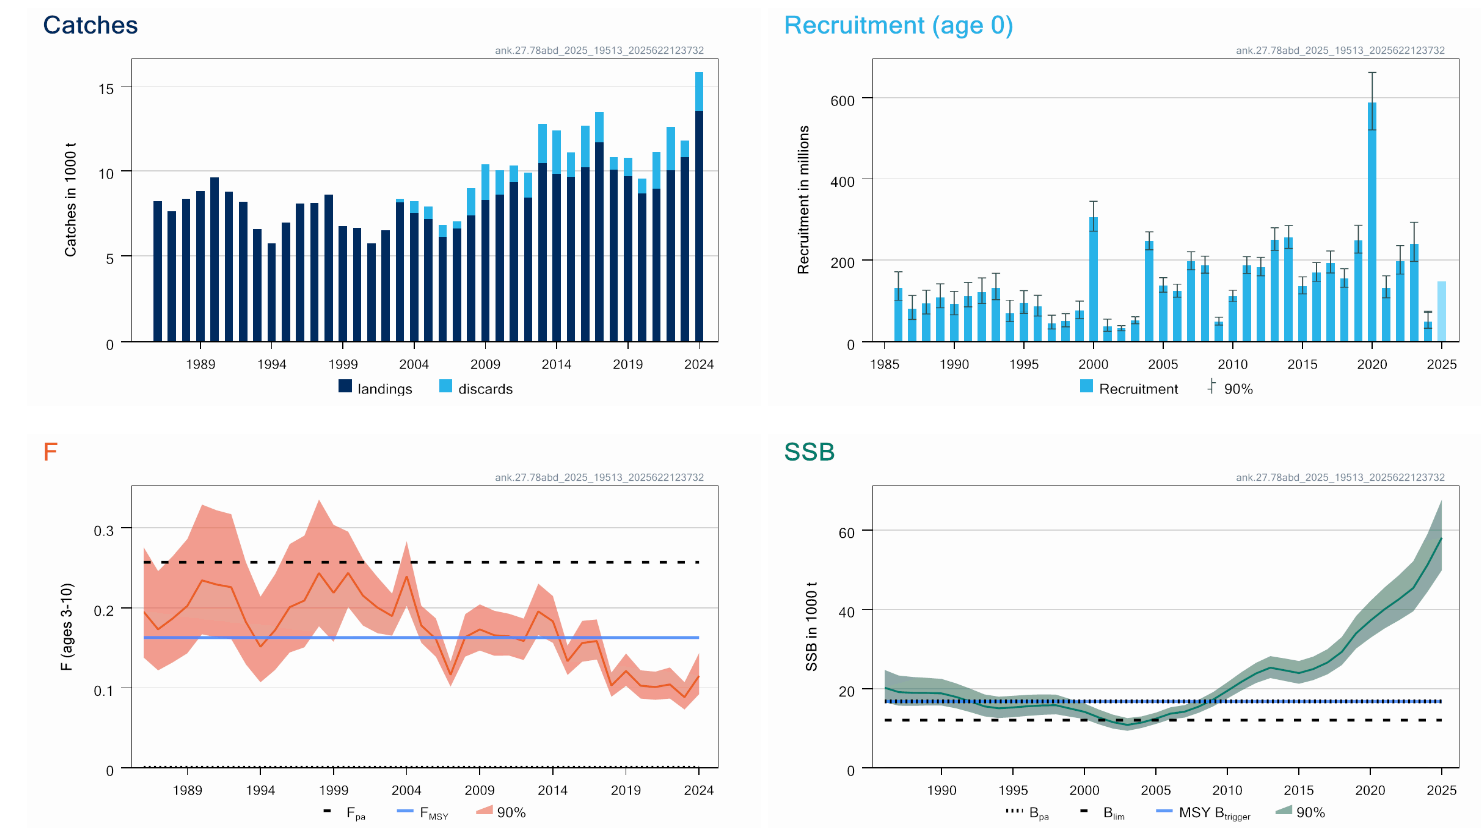 Catches
ank.27.78abd_2025_19513_2025622123732
Catches in 1000 t
15
10
5
0
1989 1994 1999 2004 2009 2014 2019 2024
landings discards
Recruitment (age 0)
ank.27.78abd_2025_19513_2025622123732
Recruitment in millions
600
400
200
0
1985 1990 1995 2000 2005 2010 2015 2020 2025
Recruitment 90%
F
ank.27.78abd_2025_19513_2025622123732
F (ages 3-10)
0.3
0.2
0.1
0
1989 1994 1999 2004 2009 2014 2019 2024
Fpa FMSY 90%
SSB
ank.27.78abd_2025_19513_2025622123732
SSB in 1000 t
60
40
20
0
1990 1995 2000 2005 2010 2015 2020 2025
Bpa Blim MSY Btrigger 90%